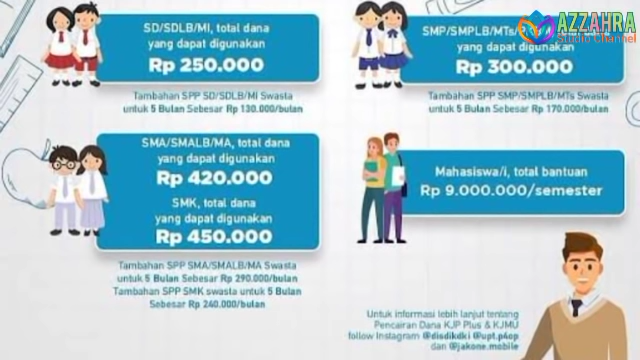 AZZAHRA
Studio Channel
SD/SDLB/MI, total dana
yang dapat digunakan
Rp 250.000
Tambahan SPP SD/SDLB/MI Swasta
untuk 5 Bulan Sebesar Rp 130.000/bulan
SMP/SMPLB/MTs/
yang dapat digunakan
Rp 300.000
Tambahan SPP SMP/SMPLB/MTs Swasta
untuk 5 Bulan Sebesar Rp 170.000/bulan
SMA/SMALB/MA, total dana
yang dapat digunakan
Rp 420.000
SMK, total dana
yang dapat digunakan
Rp 450.000
Tambahan SPP SMA/SMALB/MA Swasta
untuk 5 Bulan Sebesar Rp 290.000/bulan
Tambahan SPP SMK swasta untuk 5 Bulan
Sebesar Rp 240.000/bulan
Mahasiswa/i, total bantuan
Rp 9.000.000/semester
Untuk informasi lebih lanjut tentang
Pencairan Dana KJP Plus & KJMU
follow Instagram @disdikdki @upt.p4op
dan @jakone.mobile